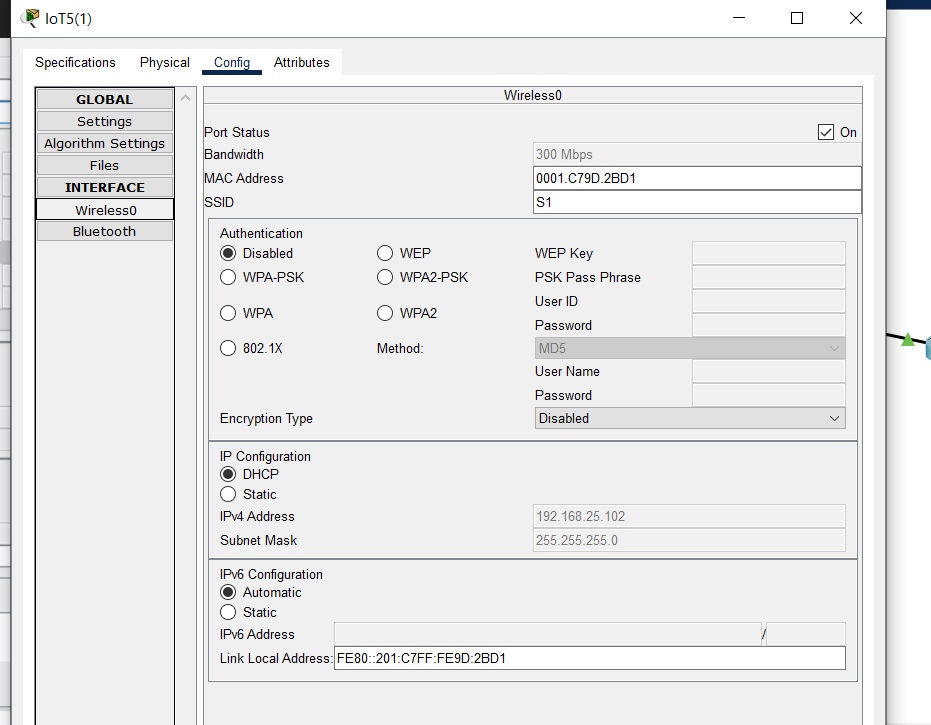 IoT5(1)
Specifications Physical Config Attributes
GLOBAL
Settings
Algorithm Settings
Files
INTERFACE
Wireless0
Bluetooth
Wireless0
Port Status On
Bandwidth 300 Mbps
MAC Address 0001.C79D.2BD1
SSID S1
Authentication
Disabled WEP WEP Key
WPA-PSK WPA2-PSK PSK Pass Phrase
User ID
WPA WPA2
Password
802.1X Method: MD5
User Name
Password
Encryption Type Disabled
IP Configuration
DHCP
Static
IPv4 Address 192.168.25.102
Subnet Mask 255.255.255.0
IPv6 Configuration
Automatic
Static
IPv6 Address /
Link Local Address: FE80::201:C7FF:FE9D:2BD1